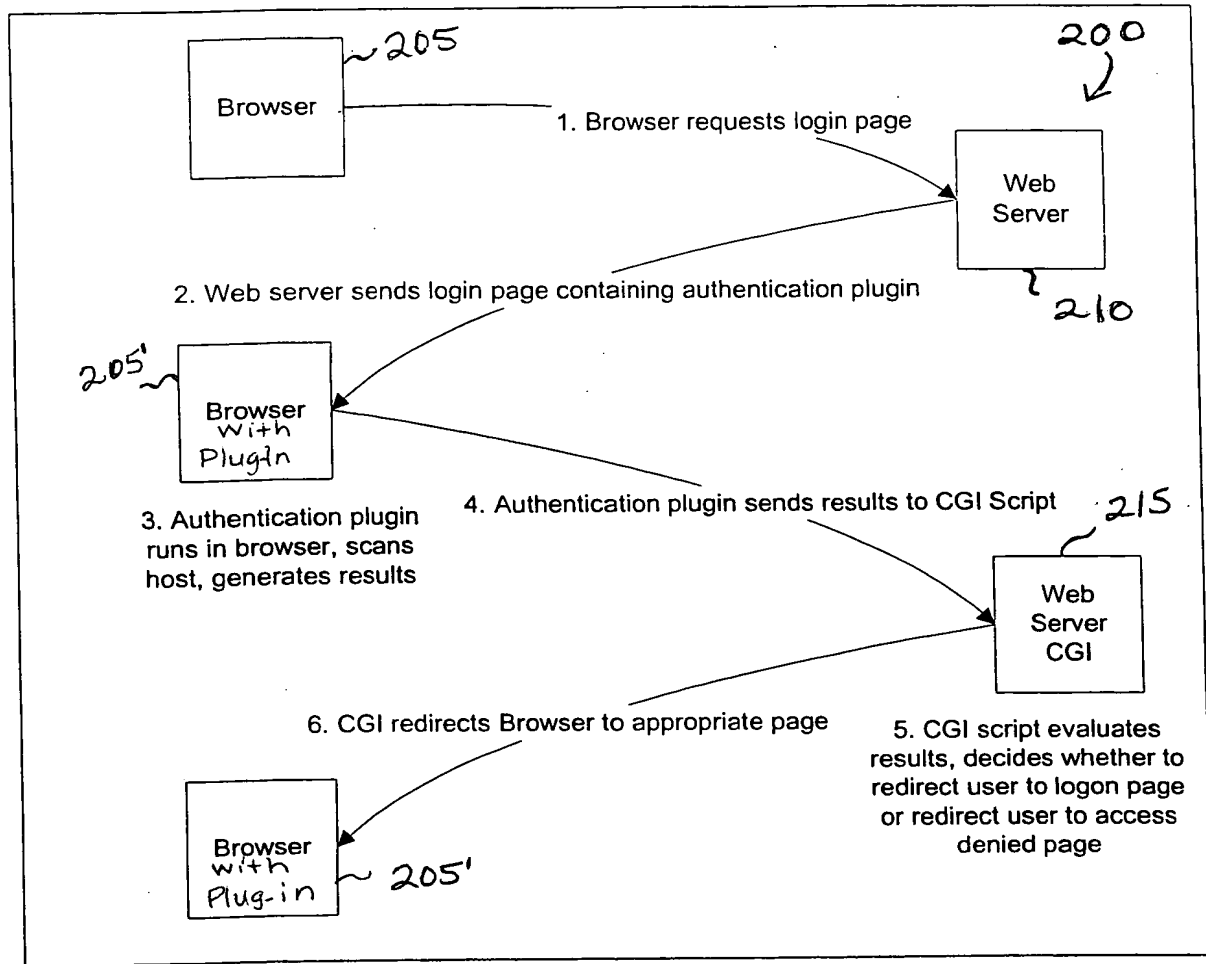 205
200
Browser
1. Browser requests login page
Web
Server
2. Web server sends login page containing authentication plugin
210
205'
Browser
with
Plug-In
3. Authentication plugin
runs in browser, scans
host, generates results
4. Authentication plugin sends results to CGI Script
215
Web
Server
CGI
6. CGI redirects Browser to appropriate page
5. CGI script evaluates
results, decides whether to
redirect user to logon page
or redirect user to access
denied page
Browser
with
Plug-in
205'